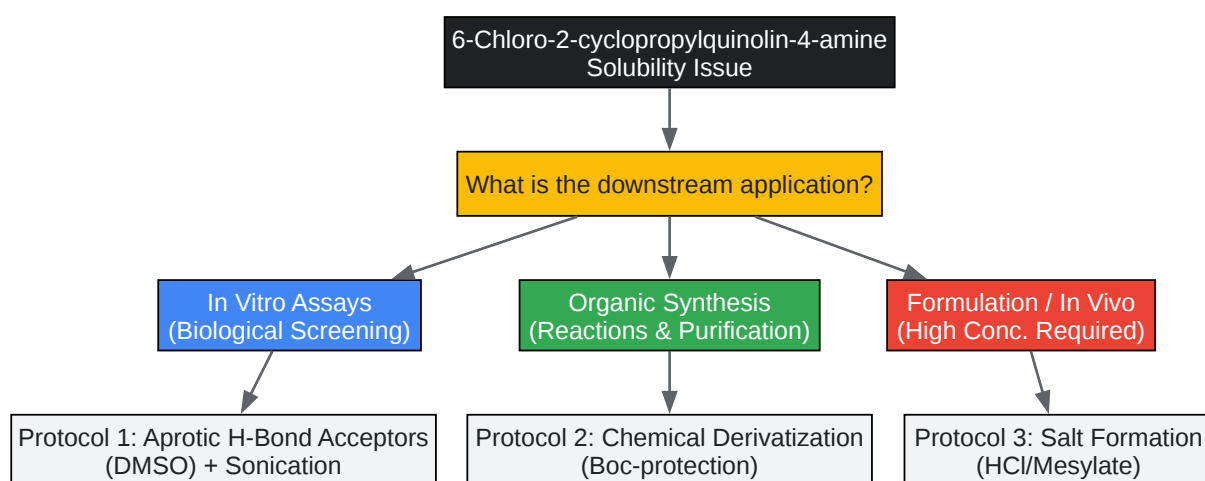 6-Chloro-2-cyclopropylquinolin-4-amine
Solubility Issue
What is the downstream application?
In Vitro Assays
(Biological Screening)
Organic Synthesis
(Reactions & Purification)
Formulation / In Vivo
(High Conc. Required)
Protocol 1: Aprotic H-Bond Acceptors
(DMSO) + Sonication
Protocol 2: Chemical Derivatization
(Boc-protection)
Protocol 3: Salt Formation
(HCl/Mesylate)